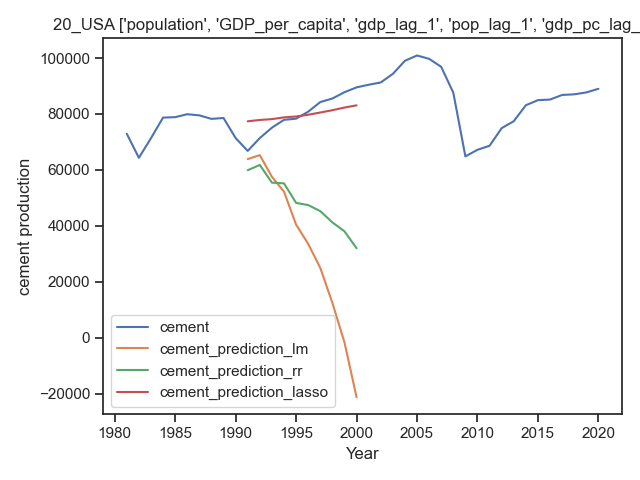 20_USA ['population', 'GDP_per_capita', 'gdp_lag_1', 'pop_lag_1', 'gdp_pc_lag_
100000
80000
60000
40000
20000
0
−20000
cement production
cement
cement_prediction_lm
cement_prediction_rr
cement_prediction_lasso
1980 1985 1990 1995 2000 2005 2010 2015 2020
Year